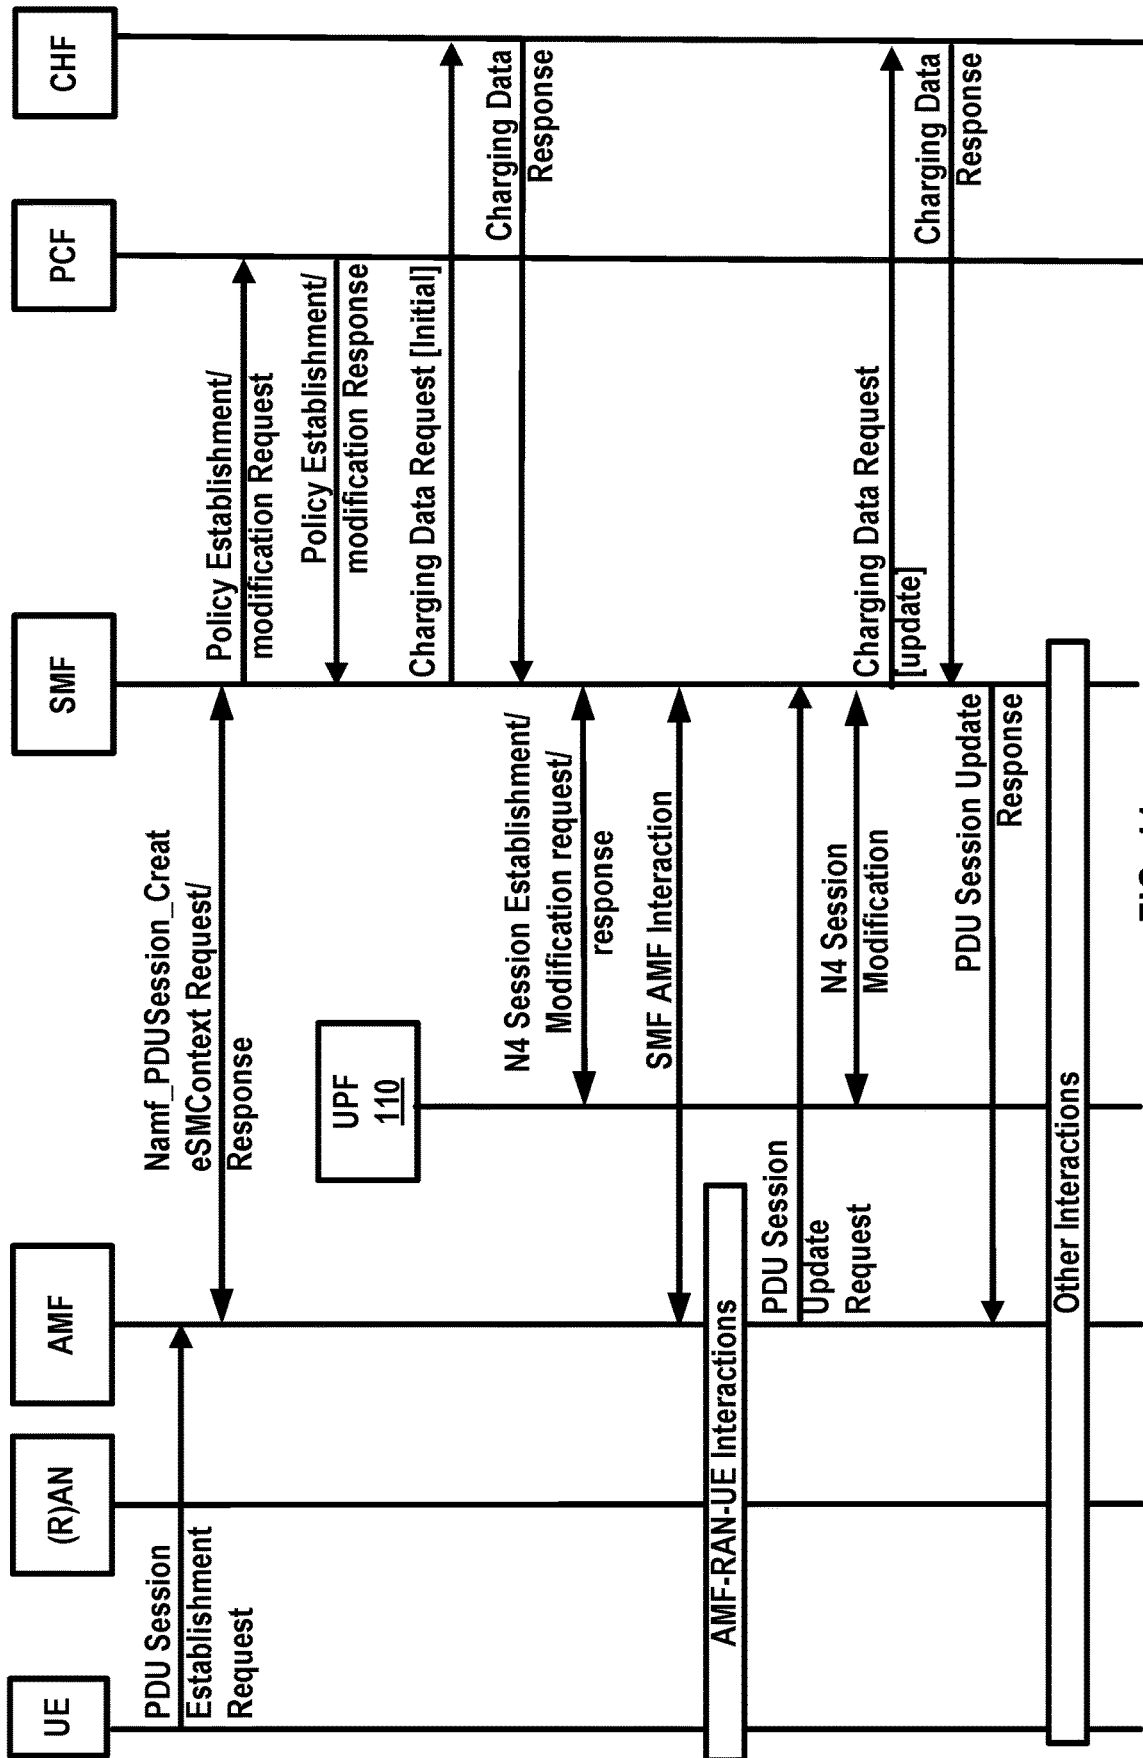 UE
(R)AN
AMF
SMF
PCF
CHF
PDU Session
Establishment
Request
Namf_PDUSession_Creat
eSMContext Request/
Response
Policy Establishment/
modification Request
UPF
110
Policy Establishment/
modification Response
Charging Data Request [Initial]
Charging Data
Response
N4 Session Establishment/
Modification request/
response
SMF AMF Interaction
AMF-RAN-UE Interactions
PDU Session
Update
Request
N4 Session
Modification
Charging Data Request
[update]
Charging Data
Response
PDU Session Update
Response
Other Interactions